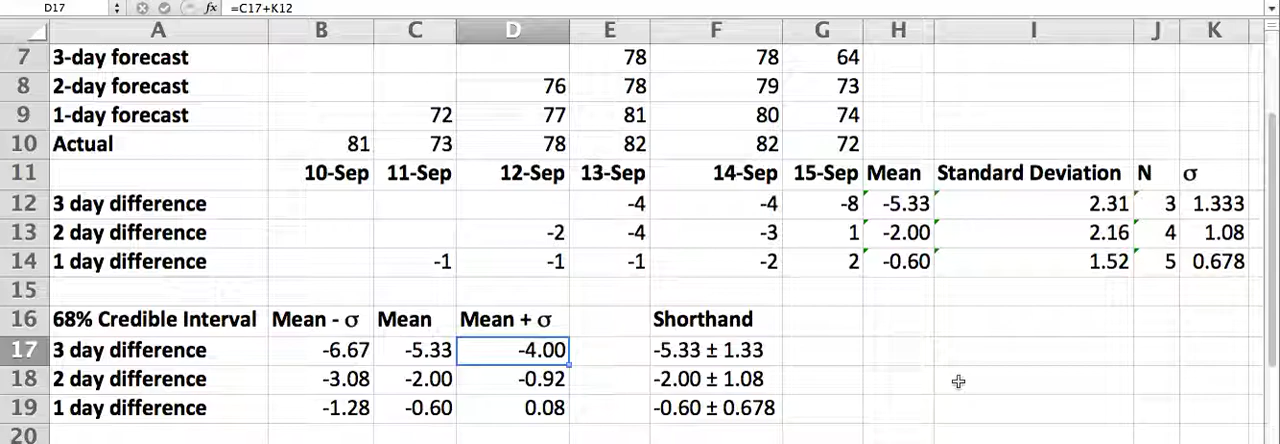 D17 fx =C17+K12
A B C D E F G H I J K
7 3-day forecast 78 78 64
8 2-day forecast 76 78 79 73
9 1-day forecast 72 77 81 80 74
10 Actual 81 73 78 82 82 72
11 10-Sep 11-Sep 12-Sep 13-Sep 14-Sep 15-Sep Mean Standard Deviation N σ
12 3 day difference -4 -4 -8 -5.33 2.31 3 1.333
13 2 day difference -2 -4 -3 1 -2.00 2.16 4 1.08
14 1 day difference -1 -1 -1 -2 2 -0.60 1.52 5 0.678
15
16 68% Credible Interval Mean - σ Mean Mean + σ Shorthand
17 3 day difference -6.67 -5.33 -4.00 -5.33 ± 1.33
18 2 day difference -3.08 -2.00 -0.92 -2.00 ± 1.08
19 1 day difference -1.28 -0.60 0.08 -0.60 ± 0.678
20